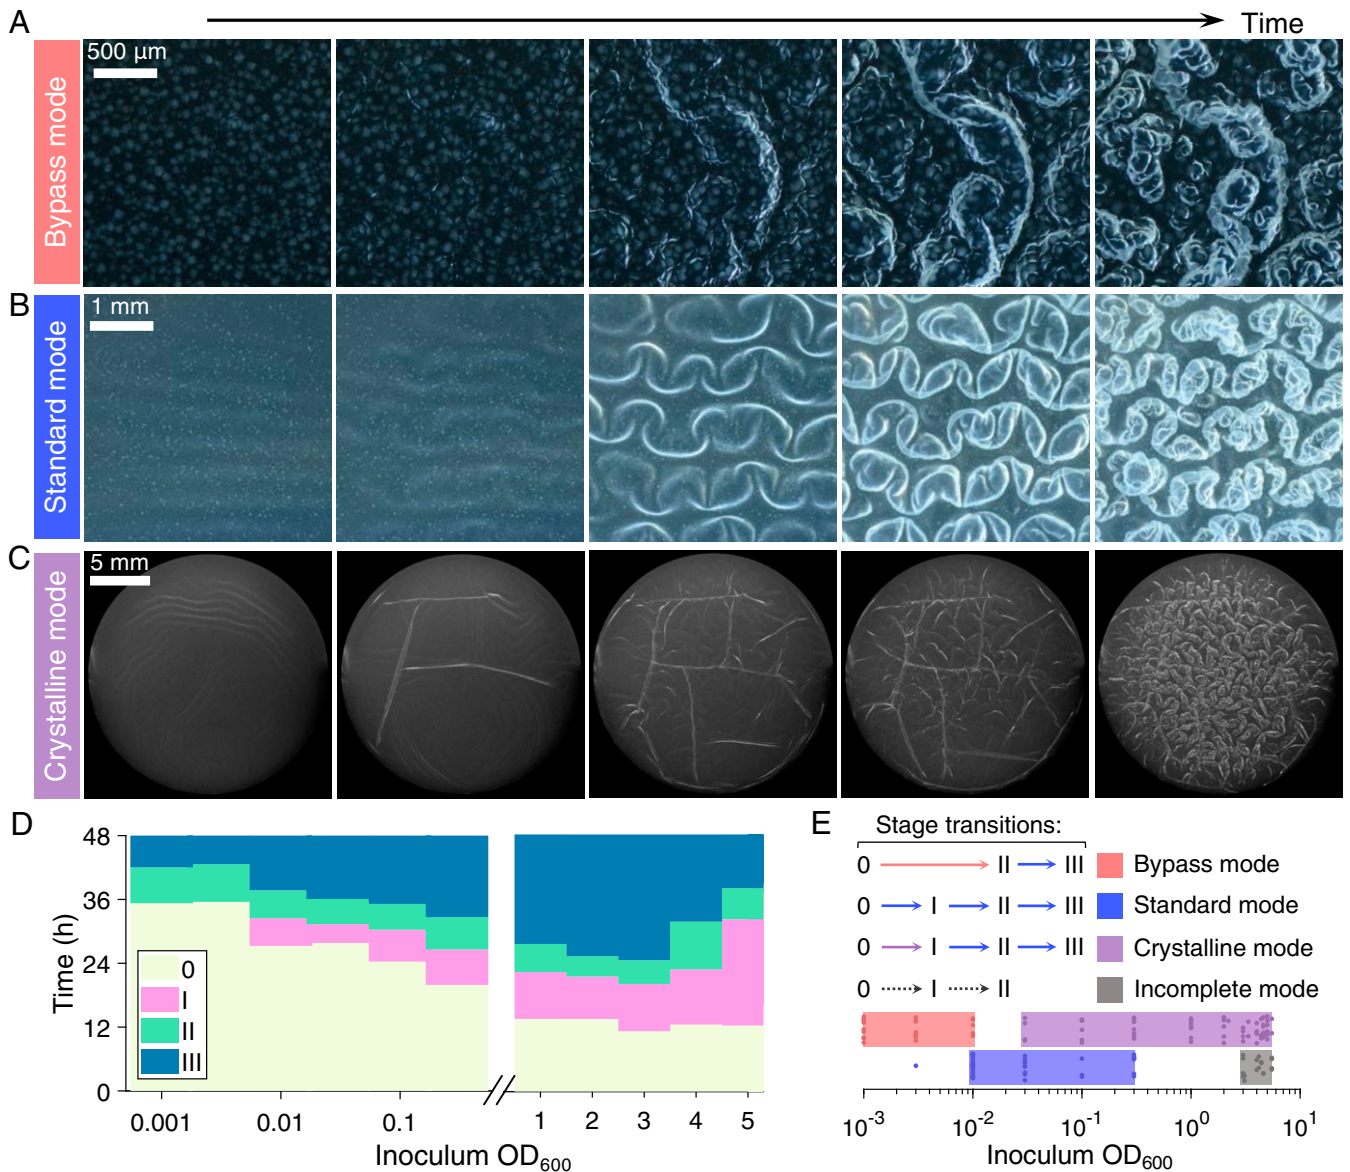 A
Time
Bypass mode
500 µm
B
Standard mode
1 mm
C
Crystalline mode
5 mm
D
48
36
24
12
0
Time (h)
0
I
II
III
0.001
0.01
0.1
1
2
3
4
5
Inoculum OD600
E
Stage transitions:
0 II III
Bypass mode
0 I II III
Standard mode
0 I II III
Crystalline mode
0 I II
Incomplete mode
10-3
10-2
10-1
100
101
Inoculum OD600